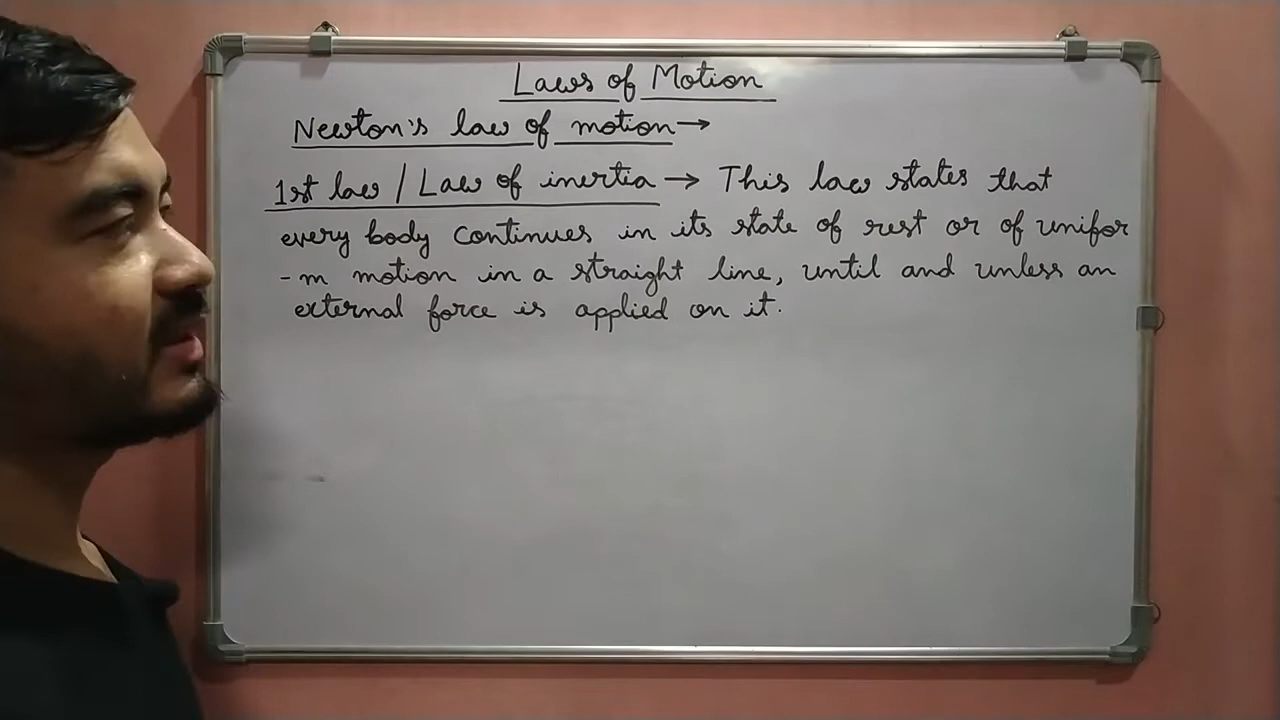 Laws of Motion
Newton's law of motion→
1st law / Law of inertia → This law states that
every body continues in its state of rest or of unifor
-m motion in a straight line, until and unless an
external force is applied on it.